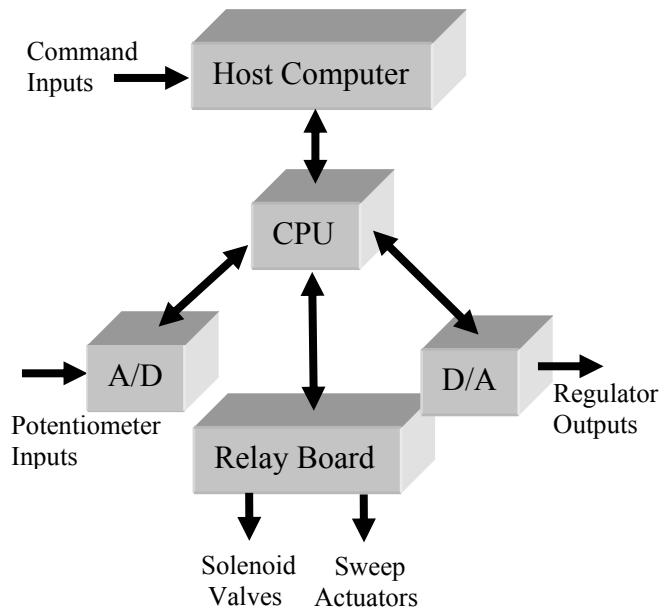 Command
Inputs
Host Computer
CPU
A/D
D/A
Potentiometer
Inputs
Regulator
Outputs
Relay Board
Solenoid
Valves
Sweep
Actuators